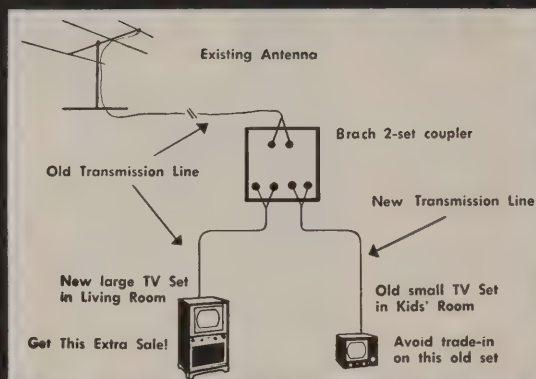 Existing Antenna
Brach 2-set coupler
Old Transmission Line
New Transmission Line
New large TV Set
in Living Room
Get This Extra Sale!
Old small TV Set
in Kids' Room
Avoid trade-in
on this old set